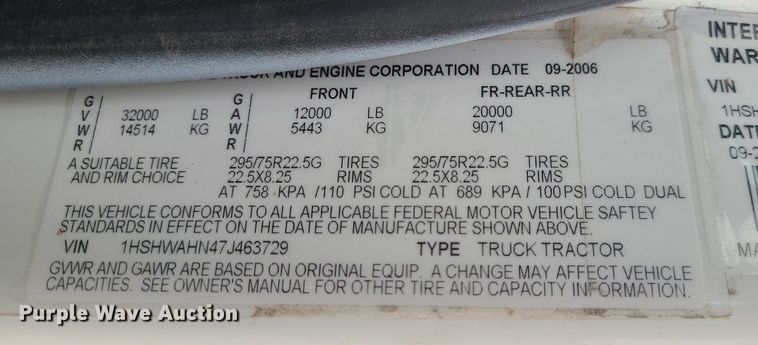 TRUCK AND ENGINE CORPORATION DATE 09-2006
G V W R 32000 LB 14514 KG
G A W R FRONT 12000 LB 5443 KG
FR-REAR-RR 20000 LB 9071 KG
A SUITABLE TIRE 295/75R22.5G TIRES 295/75R22.5G TIRES
AND RIM CHOICE 22.5X8.25 RIMS 22.5X8.25 RIMS
AT 758 KPA /110 PSI COLD AT 689 KPA / 100 PSI COLD DUAL
THIS VEHICLE CONFORMS TO ALL APPLICABLE FEDERAL MOTOR VEHICLE SAFTEY
STANDARDS IN EFFECT ON THE DATE OF MANUFACTURE SHOWN ABOVE.
VIN 1HSHWAHN47J463729 TYPE TRUCK TRACTOR
GVWR AND GAWR ARE BASED ON ORIGINAL EQUIP. A CHANGE MAY AFFECT VEHICLE
CAPACITIES. SEE OWNER'S MANUAL FOR OTHER TIRE AND CAPACITY INFORMATION.
INTER
WAR
VIN
1HSH
DATE
09-2
MA
Purple Wave Auction